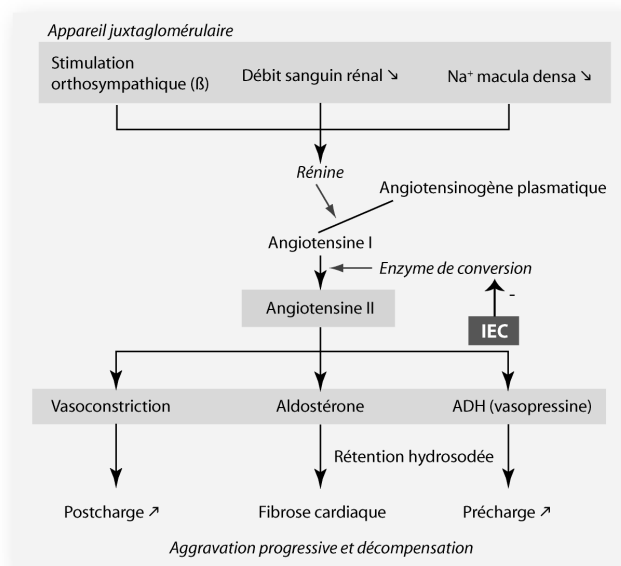 Appareil juxtaglomérulaire
Stimulation
orthosympathique (ß)
Débit sanguin rénal ↘
Na⁺ macula densa ↘
Rénine
Angiotensinogène plasmatique
Angiotensine I
Enzyme de conversion
-
Angiotensine II
IEC
Vasoconstriction
Aldostérone
ADH (vasopressine)
Rétention hydrosodée
Postcharge ↗
Fibrose cardiaque
Précharge ↗
Aggravation progressive et décompensation